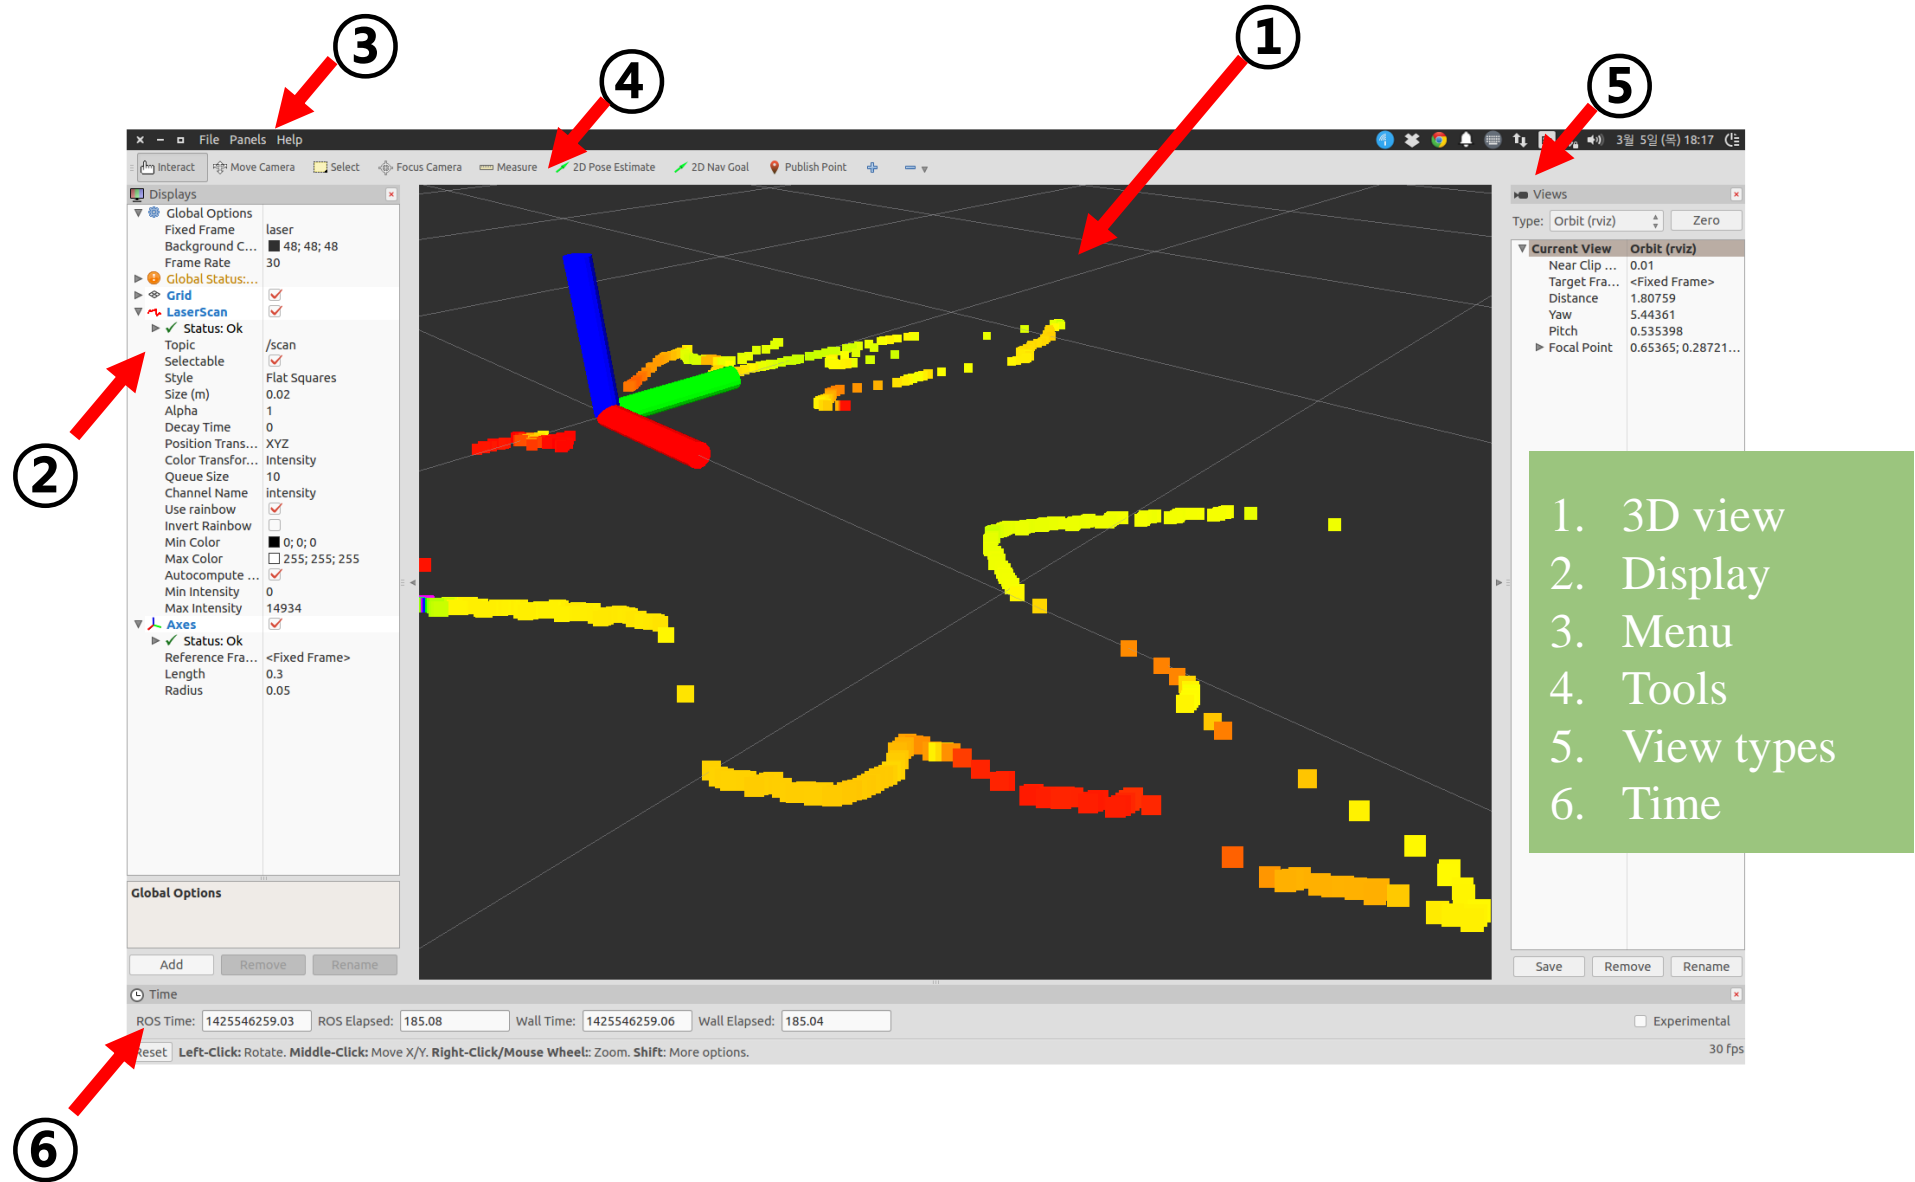 ③
①
④
⑤
File Panels Help
3월 5일 (목) 18:17
Interact Move Camera Select Focus Camera Measure 2D Pose Estimate 2D Nav Goal Publish Point
Displays
Global Options
Fixed Frame laser
Background C... 48; 48; 48
Frame Rate 30
Global Status:...
Grid
LaserScan
Status: Ok
Topic /scan
Selectable
Style Flat Squares
Size (m) 0.02
Alpha 1
Decay Time 0
Position Trans... XYZ
Color Transfor... Intensity
Queue Size 10
Channel Name intensity
Use rainbow
Invert Rainbow
Min Color 0; 0; 0
Max Color 255; 255; 255
Autocompute ...
Min Intensity 0
Max Intensity 14934
Axes
Status: Ok
Reference Fra... <Fixed Frame>
Length 0.3
Radius 0.05
②
Global Options
Add Remove Rename
Views
Type: Orbit (rviz) Zero
Current View Orbit (rviz)
Near Clip ... 0.01
Target Fra... <Fixed Frame>
Distance 1.80759
Yaw 5.44361
Pitch 0.535398
Focal Point 0.65365; 0.28721...
1. 3D view
2. Display
3. Menu
4. Tools
5. View types
6. Time
Save Remove Rename
Time
ROS Time: 1425546259.03 ROS Elapsed: 185.08 Wall Time: 1425546259.06 Wall Elapsed: 185.04 Experimental
Reset Left-Click: Rotate. Middle-Click: Move X/Y. Right-Click/Mouse Wheel:: Zoom. Shift: More options. 30 fps
⑥